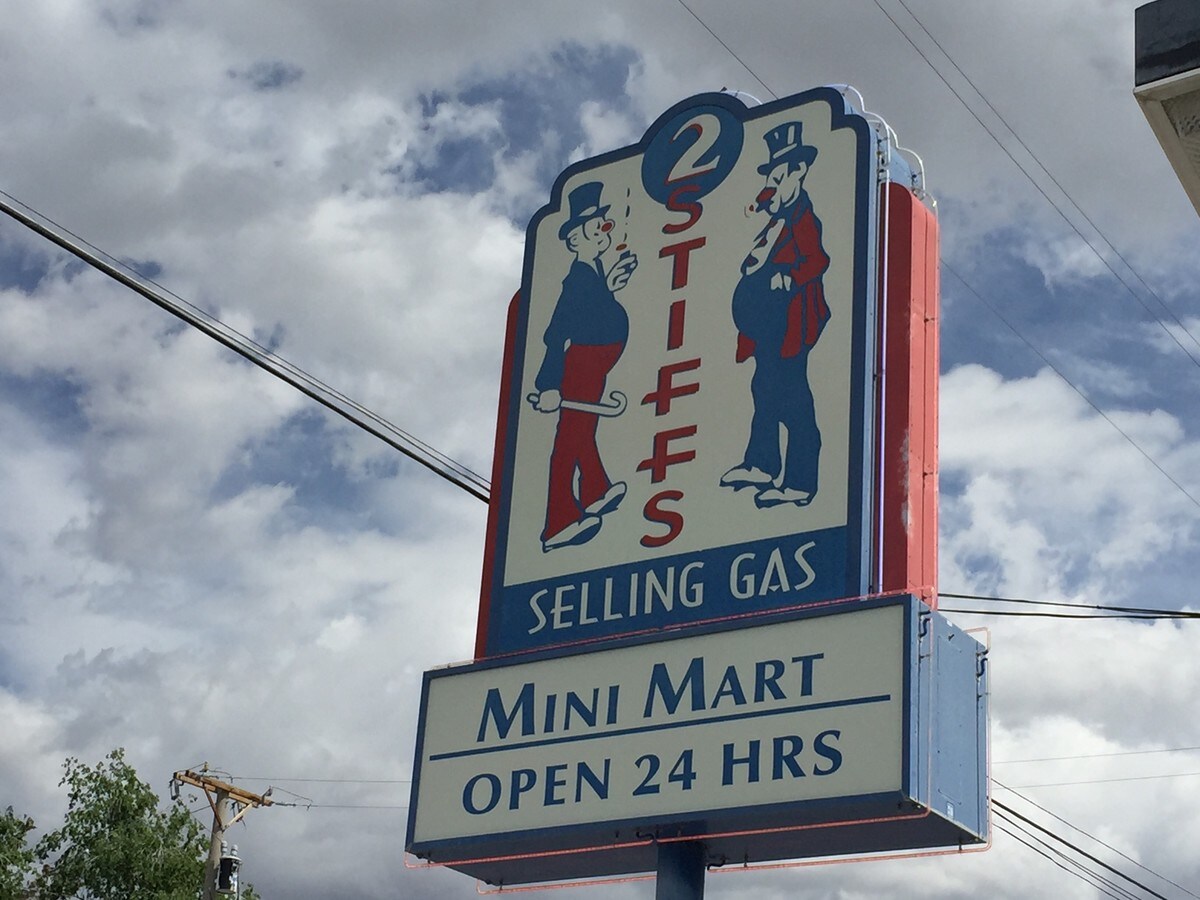 2
STIFFS
SELLING GAS
MINI MART
OPEN 24 HRS